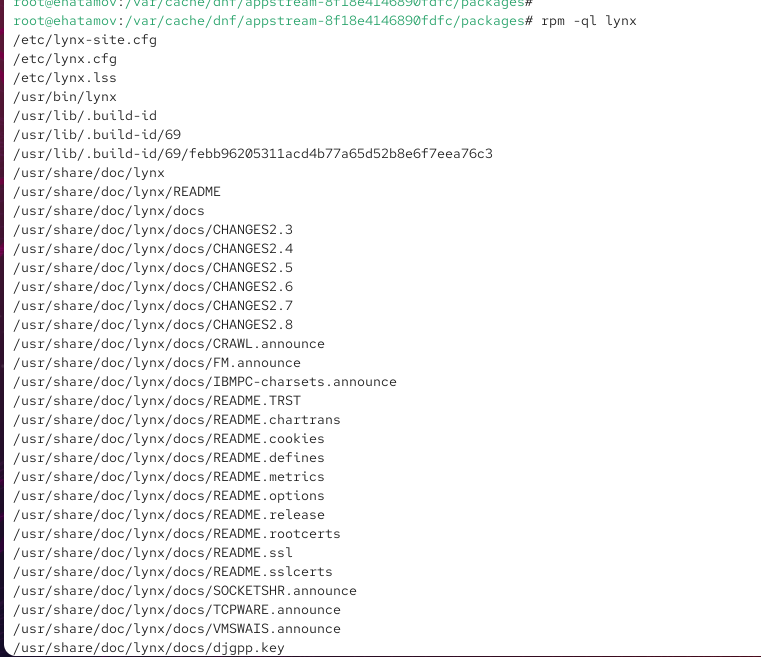 root@ehatamov:/var/cache/dnf/appstream-8f18e4146890fdfc/packages#
root@ehatamov:/var/cache/dnf/appstream-8f18e4146890fdfc/packages# rpm -ql lynx
/etc/lynx-site.cfg
/etc/lynx.cfg
/etc/lynx.lss
/usr/bin/lynx
/usr/lib/.build-id
/usr/lib/.build-id/69
/usr/lib/.build-id/69/febb96205311acd4b77a65d52b8e6f7eea76c3
/usr/share/doc/lynx
/usr/share/doc/lynx/README
/usr/share/doc/lynx/docs
/usr/share/doc/lynx/docs/CHANGES2.3
/usr/share/doc/lynx/docs/CHANGES2.4
/usr/share/doc/lynx/docs/CHANGES2.5
/usr/share/doc/lynx/docs/CHANGES2.6
/usr/share/doc/lynx/docs/CHANGES2.7
/usr/share/doc/lynx/docs/CHANGES2.8
/usr/share/doc/lynx/docs/CRAWL.announce
/usr/share/doc/lynx/docs/FM.announce
/usr/share/doc/lynx/docs/IBMPC-charsets.announce
/usr/share/doc/lynx/docs/README.TRST
/usr/share/doc/lynx/docs/README.chartrans
/usr/share/doc/lynx/docs/README.cookies
/usr/share/doc/lynx/docs/README.defines
/usr/share/doc/lynx/docs/README.metrics
/usr/share/doc/lynx/docs/README.options
/usr/share/doc/lynx/docs/README.release
/usr/share/doc/lynx/docs/README.rootcerts
/usr/share/doc/lynx/docs/README.ssl
/usr/share/doc/lynx/docs/README.sslcerts
/usr/share/doc/lynx/docs/SOCKETSHR.announce
/usr/share/doc/lynx/docs/TCPWARE.announce
/usr/share/doc/lynx/docs/VMSWAIS.announce
/usr/share/doc/lynx/docs/djgpp.key